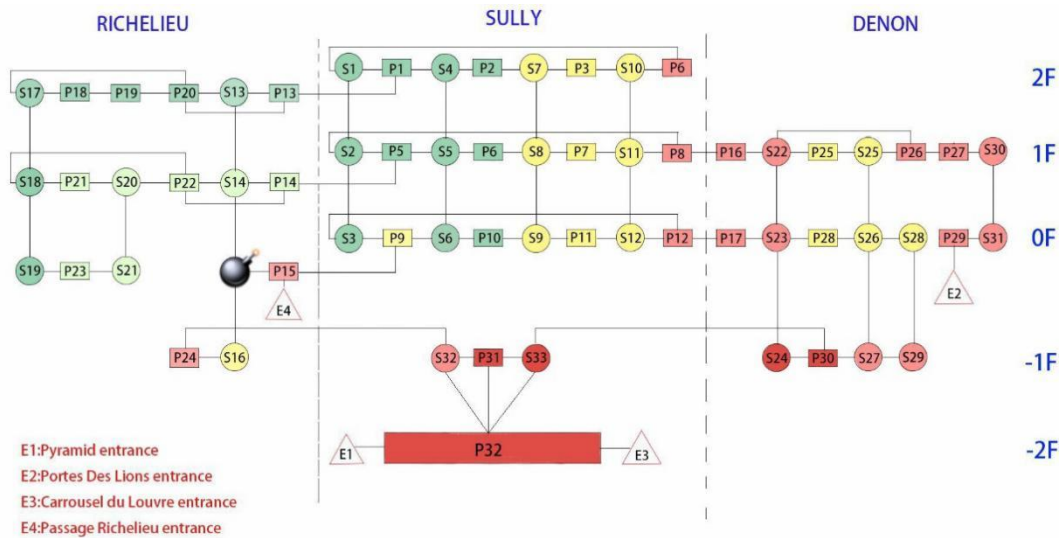 RICHELIEU SULLY DENON
S1 P1 S4 P2 S7 P3 S10 P6 2F
S17 P18 P19 P20 S13 P13
S2 P5 S5 P6 S8 P7 S11 P8 P16 S22 P25 S25 P26 P27 S30 1F
S18 P21 S20 P22 S14 P14
S3 P9 S6 P10 S9 P11 S12 P12 P17 S23 P28 S26 S28 P29 S31 0F
S19 P23 S21 P15
E4 E2
P24 S16 S32 P31 S33 S24 P30 S27 S29 -1F
E1 P32 E3 -2F
E1:Pyramid entrance
E2:Portes Des Lions entrance
E3:Carrousel du Louvre entrance
E4:Passage Richelieu entrance